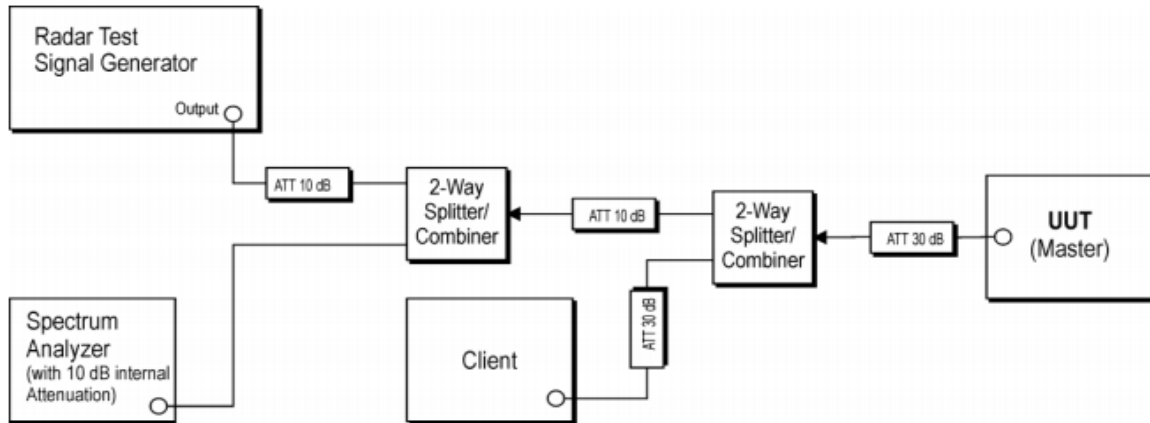 Radar Test
Signal Generator
Output
ATT 10 dB
2-Way
Splitter/
Combiner
ATT 10 dB
2-Way
Splitter/
Combiner
ATT 30 dB
UUT
(Master)
Spectrum
Analyzer
(with 10 dB internal
Attenuation)
Client
ATT 30 dB